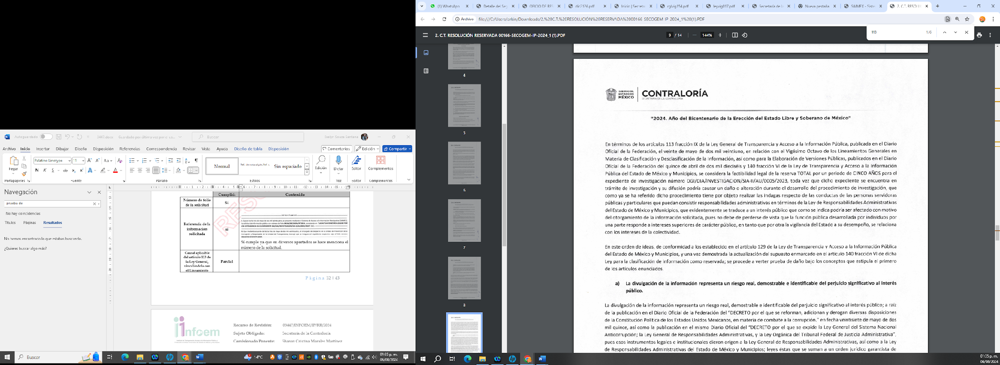 Autoguardado
3447.docx
Guardado por última vez por el us...
Buscar
Evelyn Souza Santana
Archivo Inicio Insertar Dibujar Diseño Disposición Referencias Correspondencia Revisar Vista Ayuda Diseño de tabla Disposición
Comentarios Edición Compartir
Pegar
Palatino Linotype 11
N K S
Normal
Sin espaciado
Edición
Dictar
Editor
Complementos
Portapapeles Fuente Párrafo Estilos Voz Editor Complementos
Navegación
prueba de
No hay coincidencias
Títulos Páginas Resultados
No hemos encontrado lo que estabas buscando.
¿Quieres buscar algo más?
Cumplió: Contenido
Número de folio
de la solicitud
Sí
Referencia de la
información
solicitada
sí
RESULTANDO
Sí cumple ya que en diversos apartados se hace menciona el
número de la solicitud.
Causal aplicable
dal artículo 113 de
la Ley General,
vinculándola con
el Lineamiento
Parcial
Página 32 | 43
infoem
Recurso de Revisión: 03447/INFOEM/IP/RR/2024
Sujeto Obligado: Secretaría de la Contraloría
Comisionado Ponente: Sharon Cristina Morales Martínez
Buscar
14°C
01:35 p. m.
06/08/2024
(1) WhatsApp
Detalle del Seg
OFICIO DE RES
dic2126.pdf
Inicio | Secreta
rglvig154.pdf
leyvig017.pdf
Secretaría de l
Nueva pestaña
SAIMEX - Siste
2. C.T. RESOLU
Archivo
file:///C:/Users/arkin/Downloads/2.%20C.T.%20RESOLUCIÓN%20RESERVADA%2000166-SECOGEM-IP-2024_1%20(1).PDF
113 1/6
2. C.T. RESOLUCIÓN RESERVADA 00166-SECOGEM-IP-2024_1 (1).PDF
9 / 14
144%
4
5
6
7
8
GOBIERNO DEL
ESTADO DE
MÉXICO
CONTRALORÍA
SECRETARÍA DE LA CONTRALORÍA
"2024. Año del Bicentenario de la Erección del Estado Libre y Soberano de México"
En términos de los artículos 113 fracción IX de la Ley General de Transparencia y Acceso a la Información Pública, publicada en el Diario
Oficial de la Federación, el veinte de mayo de dos mil veintiuno, en relación con el Vigésimo Octavo de los Lineamientos Generales en
Materia de Clasificación y Desclasificación de la Información, así como para la Elaboración de Versiones Públicas, publicados en el Diario
Oficial de la Federación del quince de abril de dos mil dieciséis y 140 fracción VI de la Ley de Transparencia y Acceso a la Información
Pública del Estado de México y Municipios, se considera la factibilidad legal de la reserva TOTAL por un periodo de CINCO AÑOS para el
expediente de investigación número DGI/DIA/INVESTIGACION/SIA-II/AU/0005/2023, toda vez que dicho expediente se encuentra en
trámite de investigación y su difusión podría causar un daño o alteración durante el desarrollo del procedimiento de investigación, que
como ya se ha referido dicho procedimiento tiene por objeto realizar las indagas respecto de las conductas de las personas servidoras
públicas y particulares que puedan consistir responsabilidades administrativas en términos de la Ley de Responsabilidades Administrativas
del Estado de México y Municipios, que evidentemente se traduce a un interés público que como se indica podría ser afectado con motivo
del otorgamiento de la información solicitada, pues no debe de perderse de vista que la función pública desarrollada por individuos por
una parte responde a intereses superiores de carácter público, en tanto que por otra la vigilancia del Estado a su desempeño, se relaciona
con los intereses de la colectividad.
En este orden de ideas, de conformidad a los establecido en el artículo 129 de la Ley de Transparencia y Acceso a la Información Pública
del Estado de México y Municipios, y una vez demostrada la actualización del supuesto enmarcado en el articulo 140 fracción VI de dicha
Ley para la clasificación de información como reservada; se procede a verter prueba de daño bajo los conceptos que estipula el primero
de los artículos enunciados.
a) La divulgación de la información representa un riesgo real, demostrable e identificable del perjuicio significativo al interés
público.
La divulgación de la información representa un riesgo real, demostrable e identificable del perjuicio significativo al interés público; a raíz
de la publicación en el Diario Oficial de la Federación del "DECRETO por el que se reforman, adicionan y derogan diversas disposiciones
de la Constitución Política de los Estados Unidos Mexicanos, en materia de combate a la corrupción." en fecha veintisiete de mayo de dos
mil quince, así como la publicación en el mismo Diario Oficial del "DECRETO por el que se expide la Ley General del Sistema Nacional
Anticorrupción; la Ley General de Responsabilidades Administrativas, y la Ley Orgánica del Tribunal Federal de Justicia Administrativa",
pues esos instrumentos legales e institucionales dieron origen a la Ley General de Responsabilidades Administrativas, así como a la Ley
de Responsabilidades Administrativas del Estado de México y Municipios; leyes éstas que se suman a un orden jurídico garantista de
01:35 p. m.
06/08/2024